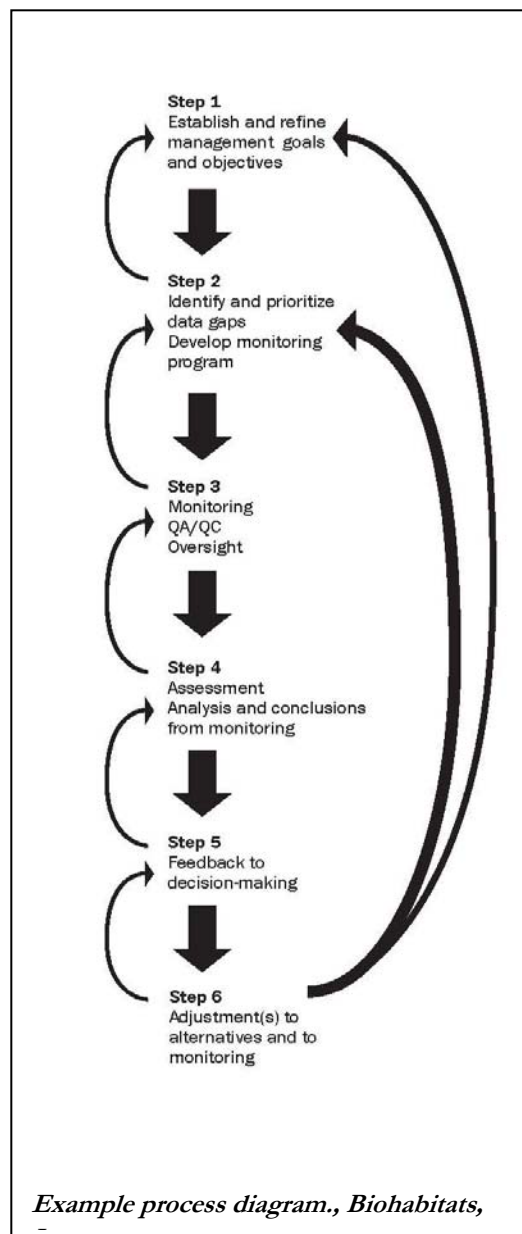 Step 1
Establish and refine
management goals
and objectives
Step 2
Identify and prioritize
data gaps
Develop monitoring
program
Step 3
Monitoring
QA/QC
Oversight
Step 4
Assessment
Analysis and conclusions
from monitoring
Step 5
Feedback to
decision-making
Step 6
Adjustment(s) to
alternatives and to
monitoring
Example process diagram., Biohabitats,